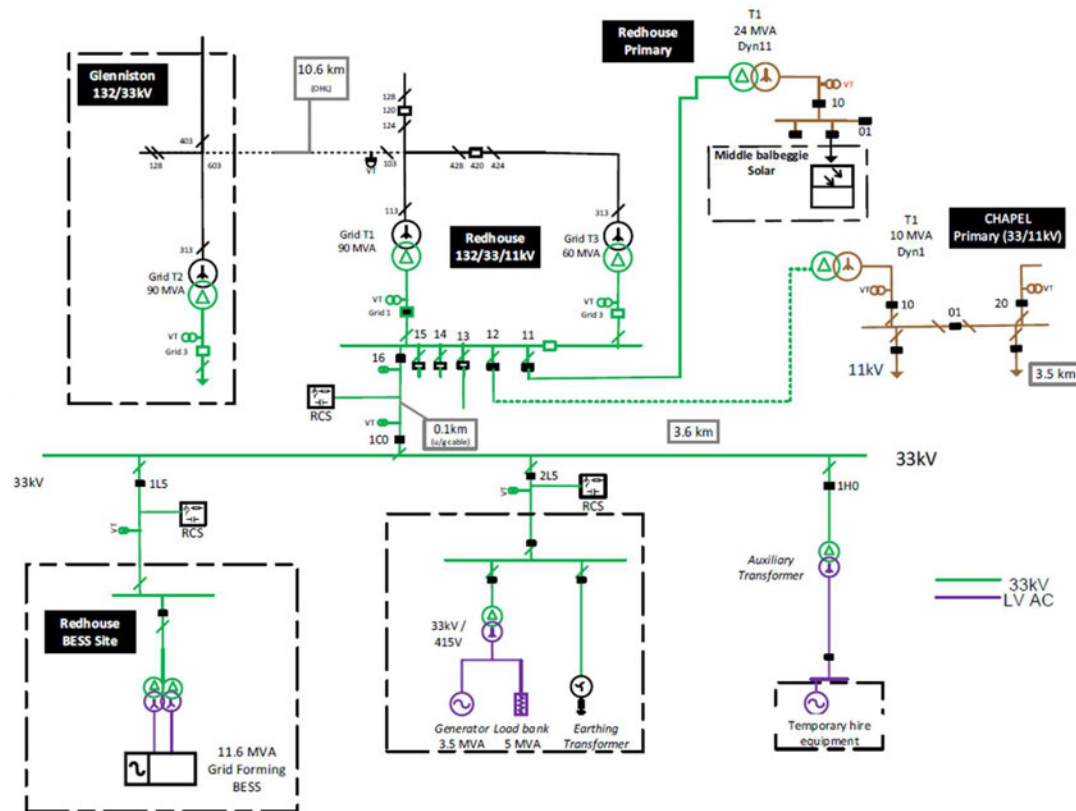 Glenniston
132/33kV
10.6 km
(OHL)
Redhouse
Primary
T1
24 MVA
Dyn11
VT
10
01
Middle balbeggie
Solar
128
120
124
403
128
603
VT
103
428
420
424
113
313
313
Grid T1
90 MVA
Redhouse
132/33/11kV
Grid T3
60 MVA
Grid T2
90 MVA
VT
Grid 3
VT
Grid 1
VT
Grid 3
T1
10 MVA
Dyn1
CHAPEL
Primary (33/11kV)
VT
10
01
20
VT
11kV
3.5 km
16
15
14
13
12
11
RCS
VT
0.1km
(u/g cable)
1C0
3.6 km
33kV
33kV
1L5
VT
RCS
2L5
VT
RCS
1H0
Auxiliary
Transformer
33kV
LV AC
Redhouse
BESS Site
11.6 MVA
Grid Forming
BESS
33kV /
415V
Generator
3.5 MVA
Load bank
5 MVA
Earthing
Transformer
Temporary hire
equipment